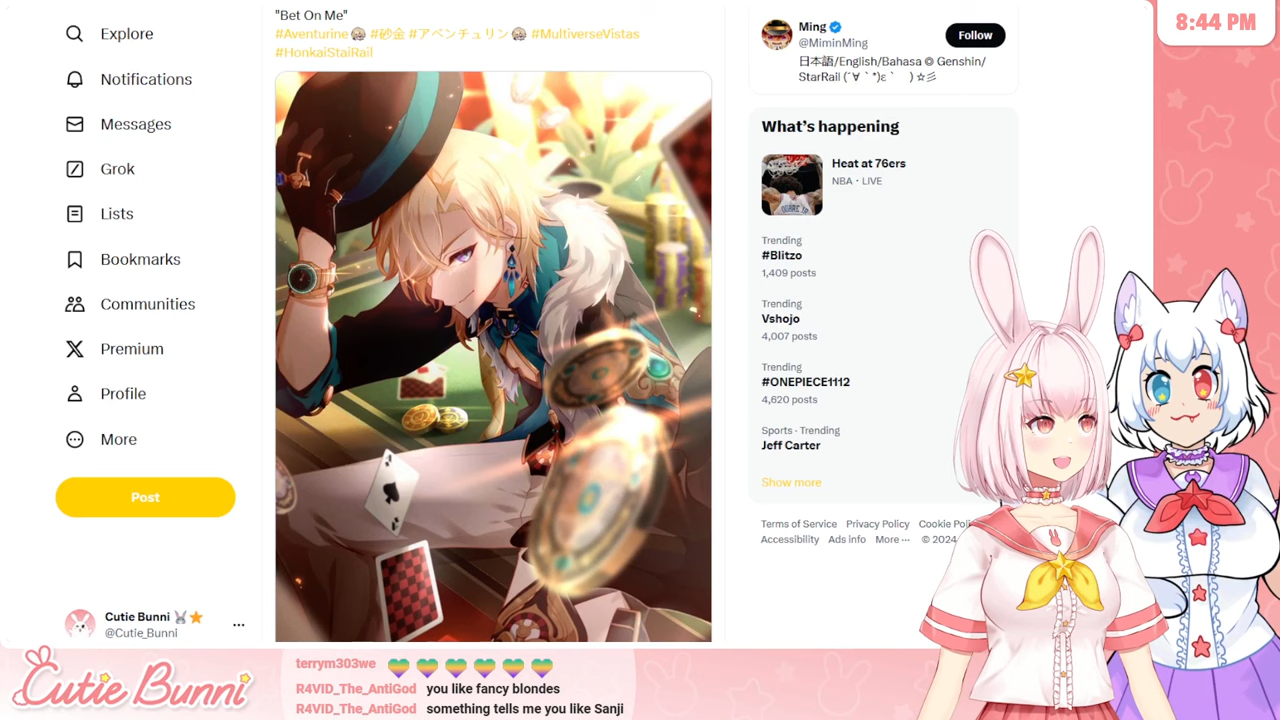 Explore
Notifications
Messages
Grok
Lists
Bookmarks
Communities
Premium
Profile
More
Post
Cutie Bunni 🐰⭐
@Cutie_Bunni
"Bet On Me"
#Aventurine #砂金 #アベンチュリン #MultiverseVistas
#HonkaiStaiRail
Ming
@MiminMing
Follow
日本語/English/Bahasa ◎ Genshin/
StarRail (´∀｀*)ε｀ ) ☆彡
What's happening
Heat at 76ers
NBA · LIVE
Trending
#Blitzo
1,409 posts
Trending
Vshojo
4,007 posts
Trending
#ONEPIECE1112
4,620 posts
Sports · Trending
Jeff Carter
Show more
Terms of Service Privacy Policy Cookie Poli
Accessibility Ads info More ··· © 2024
8:44 PM
Cutie Bunni
terrym303we
R4VID_The_AntiGod you like fancy blondes
R4VID_The_AntiGod something tells me you like Sanji